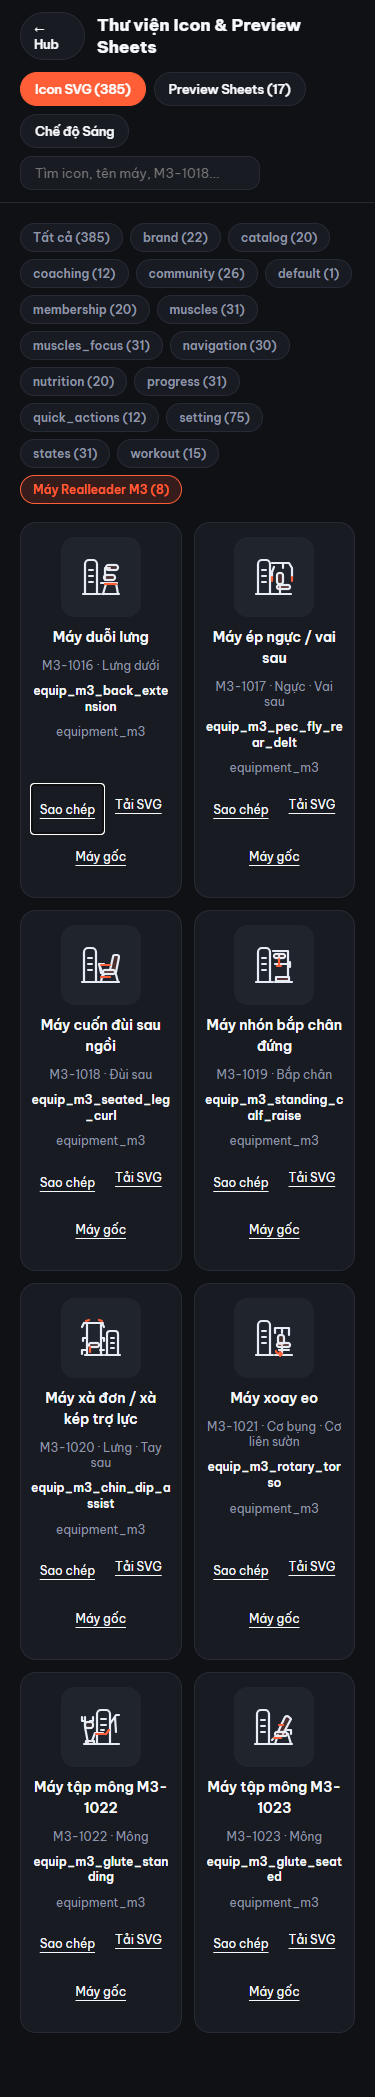 ← Hub
Thư viện Icon & Preview
Sheets
Icon SVG (385)
Preview Sheets (17)
Chế độ Sáng
Tìm icon, tên máy, M3-1018...
Tất cả (385)
brand (22)
catalog (20)
coaching (12)
community (26)
default (1)
membership (20)
muscles (31)
muscles_focus (31)
navigation (30)
nutrition (20)
progress (31)
quick_actions (12)
setting (75)
states (31)
workout (15)
Máy Realleader M3 (8)
Máy duỗi lưng
M3-1016 · Lưng dưới
equip_m3_back_exte
nsion
equipment_m3
Sao chép
Tải SVG
Máy gốc
Máy ép ngực / vai
sau
M3-1017 · Ngực · Vai
sau
equip_m3_pec_fly_re
ar_delt
equipment_m3
Sao chép
Tải SVG
Máy gốc
Máy cuốn đùi sau
ngồi
M3-1018 · Đùi sau
equip_m3_seated_leg
_curl
equipment_m3
Sao chép
Tải SVG
Máy gốc
Máy nhón bắp chân
đứng
M3-1019 · Bắp chân
equip_m3_standing_c
alf_raise
equipment_m3
Sao chép
Tải SVG
Máy gốc
Máy xà đơn / xà
kép trợ lực
M3-1020 · Lưng · Tay
sau
equip_m3_chin_dip_a
ssist
equipment_m3
Sao chép
Tải SVG
Máy gốc
Máy xoay eo
M3-1021 · Cơ bụng · Cơ
liên sườn
equip_m3_rotary_tor
so
equipment_m3
Sao chép
Tải SVG
Máy gốc
Máy tập mông M3-
1022
M3-1022 · Mông
equip_m3_glute_stan
ding
equipment_m3
Sao chép
Tải SVG
Máy gốc
Máy tập mông M3-
1023
M3-1023 · Mông
equip_m3_glute_seat
ed
equipment_m3
Sao chép
Tải SVG
Máy gốc